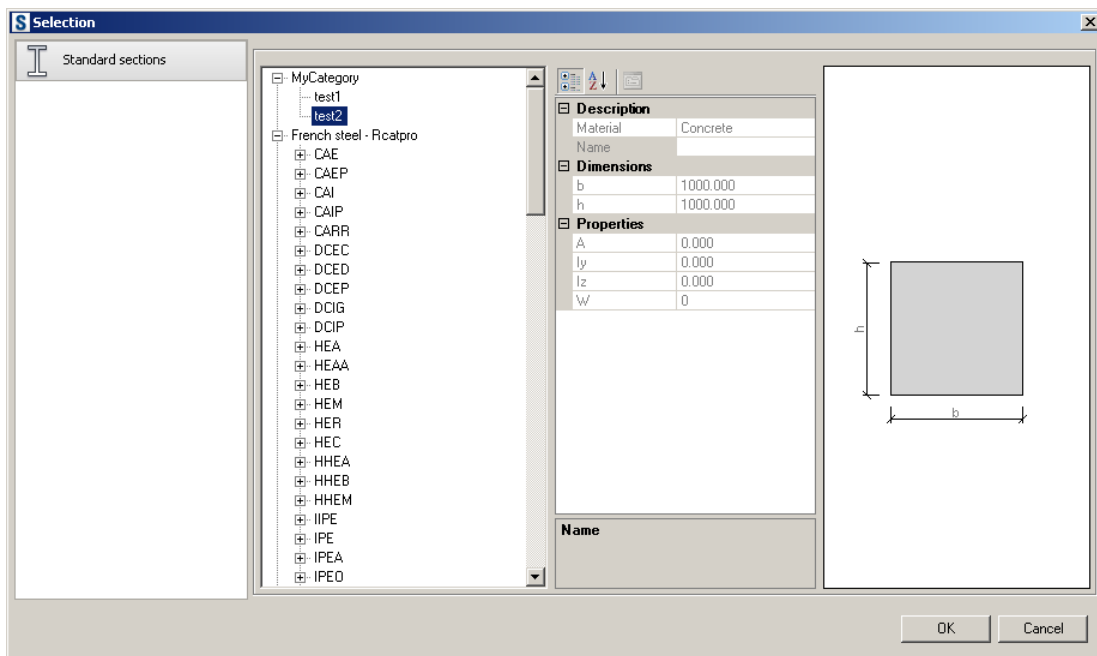 Selection
Standard sections
MyCategory
test1
test2
French steel - Rcatpro
CAE
CAEP
CAI
CAIP
CARR
DCEC
DCED
DCEP
DCIG
DCIP
HEA
HEAA
HEB
HEM
HER
HEC
HHEA
HHEB
HHEM
IIPE
IPE
IPEA
IPEO
Description
Material Concrete
Name
Dimensions
b 1000.000
h 1000.000
Properties
A 0.000
Iy 0.000
Iz 0.000
W 0
Name
h
b
OK Cancel